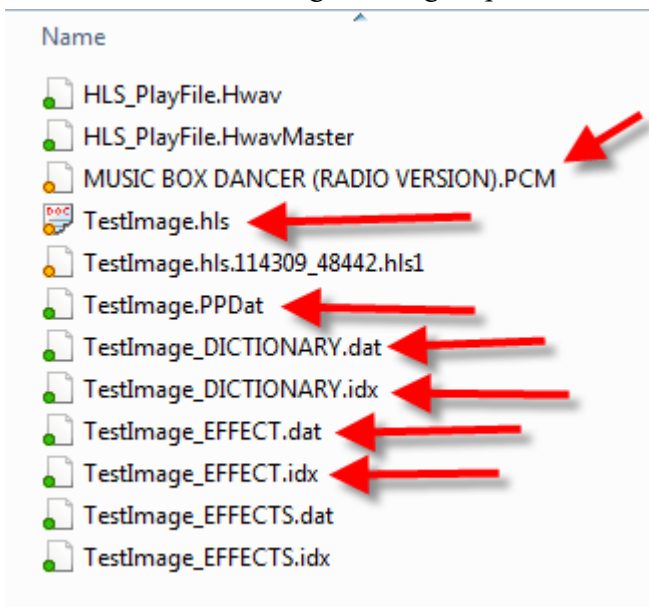 Name
HLS_PlayFile.Hwav
HLS_PlayFile.HwavMaster
MUSIC BOX DANCER (RADIO VERSION).PCM
TestImage.hls
TestImage.hls.114309_48442.hls1
TestImage.PPDat
TestImage_DICTIONARY.dat
TestImage_DICTIONARY.idx
TestImage_EFFECT.dat
TestImage_EFFECT.idx
TestImage_EFFECTS.dat
TestImage_EFFECTS.idx